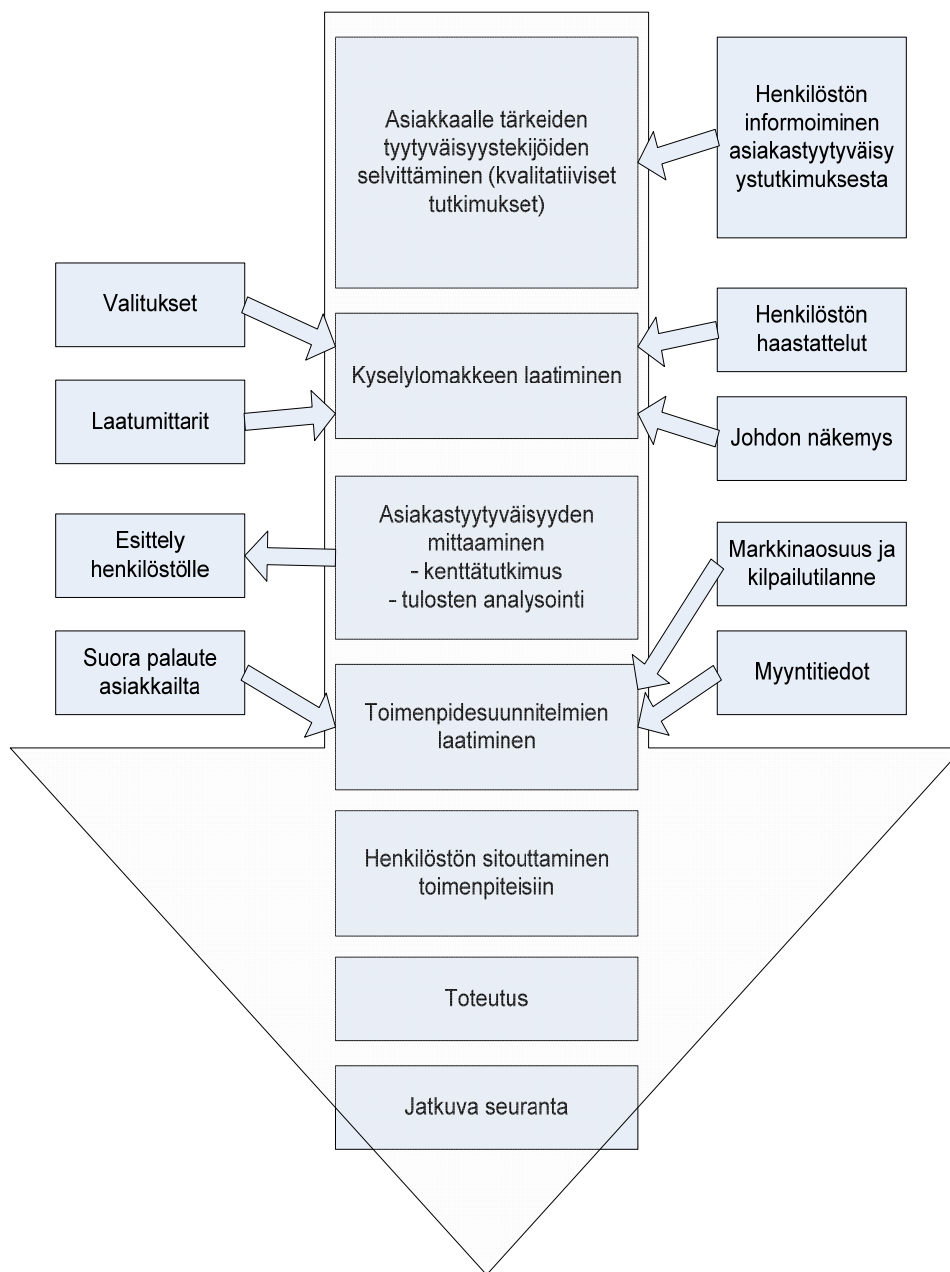 Asiakkaalle tärkeiden
tyytyväisyystekijöiden
selvittäminen (kvalitatiiviset
tutkimukset)
Henkilöstön
informoiminen
asiakastyytyväisy
ystutkimuksesta
Valitukset
Kyselylomakkeen laatiminen
Henkilöstön
haastattelut
Laatumittarit
Johdon näkemys
Esittely
henkilöstölle
Asiakastyytyväisyyden
mittaaminen
- kenttätutkimus
- tulosten analysointi
Markkinaosuus ja
kilpailutilanne
Suora palaute
asiakkailta
Toimenpidesuunnitelmien
laatiminen
Myyntitiedot
Henkilöstön sitouttaminen
toimenpiteisiin
Toteutus
Jatkuva seuranta